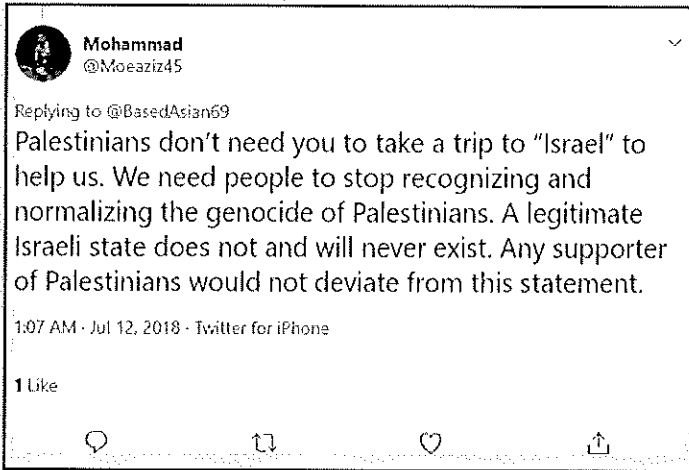 Mohammad
@Moeaziz45
Replying to @BasedAsian69
Palestinians don't need you to take a trip to "Israel" to
help us. We need people to stop recognizing and
normalizing the genocide of Palestinians. A legitimate
Israeli state does not and will never exist. Any supporter
of Palestinians would not deviate from this statement.
1:07 AM · Jul 12, 2018 · Twitter for iPhone
1 Like